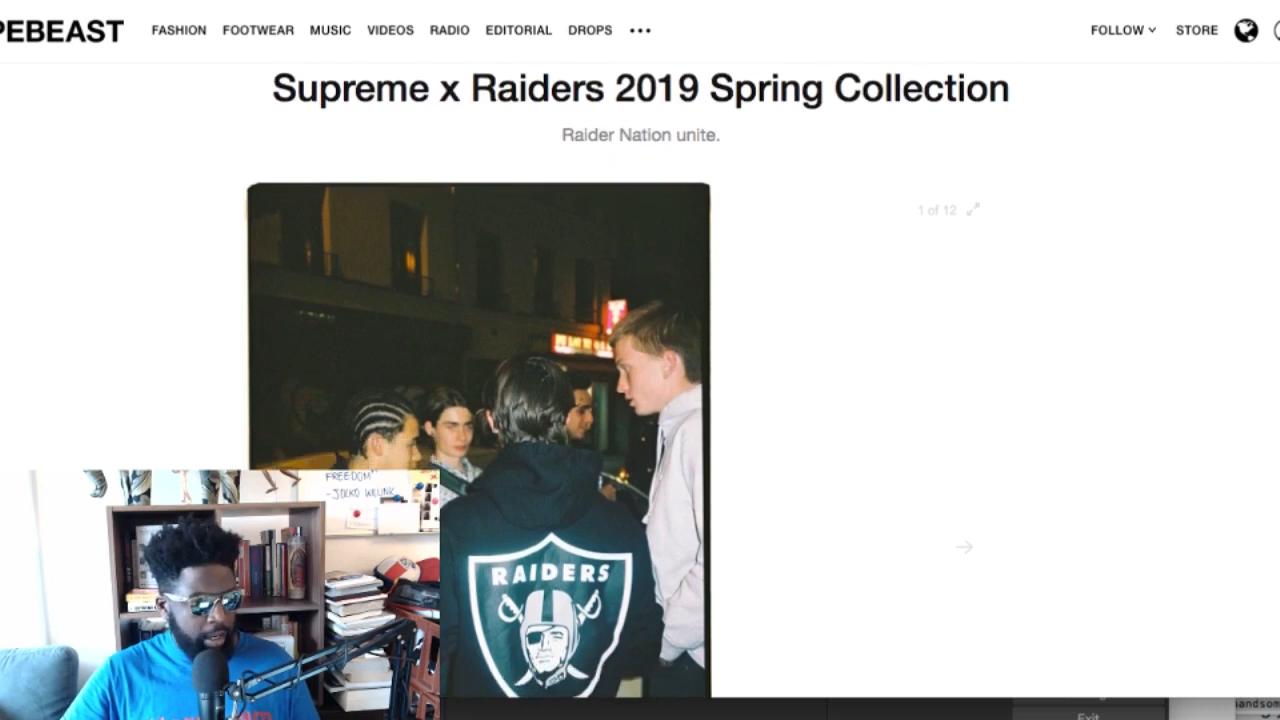 PEBEAST
FASHION FOOTWEAR MUSIC VIDEOS RADIO EDITORIAL DROPS •••
FOLLOW STORE
Supreme x Raiders 2019 Spring Collection
Raider Nation unite.
1 of 12
FREEDOM"
- JOCKO WILLINK
RAIDERS
Exit